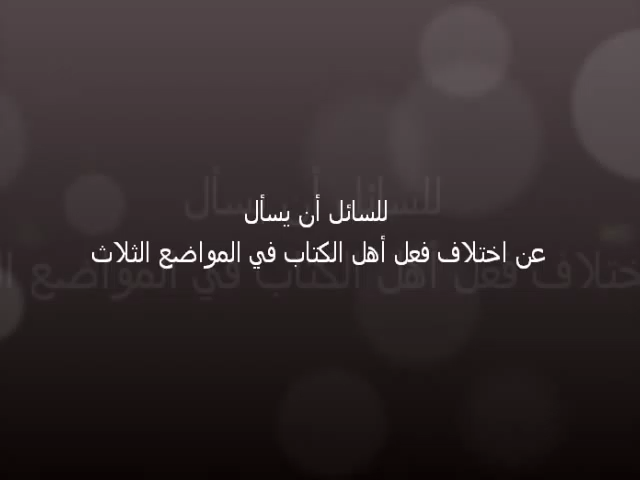 للسائل أن يسأل
عن اختلاف فعل أهل الكتاب في المواضع الثلاث